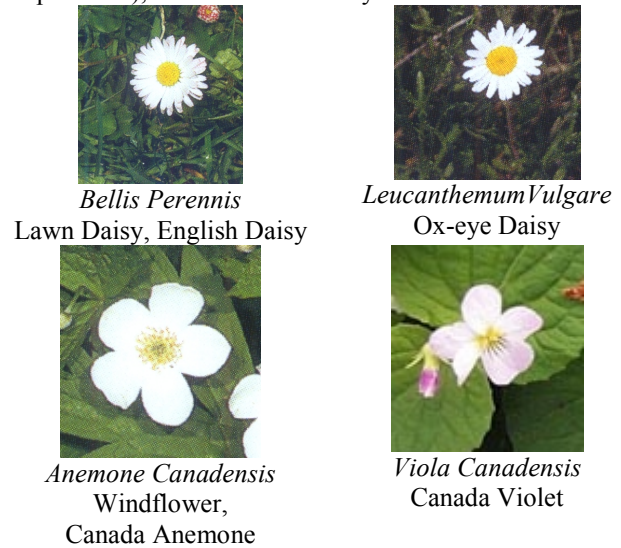 Bellis Perennis
Lawn Daisy, English Daisy
LeucanthemumVulgare
Ox-eye Daisy
Anemone Canadensis
Windflower,
Canada Anemone
Viola Canadensis
Canada Violet